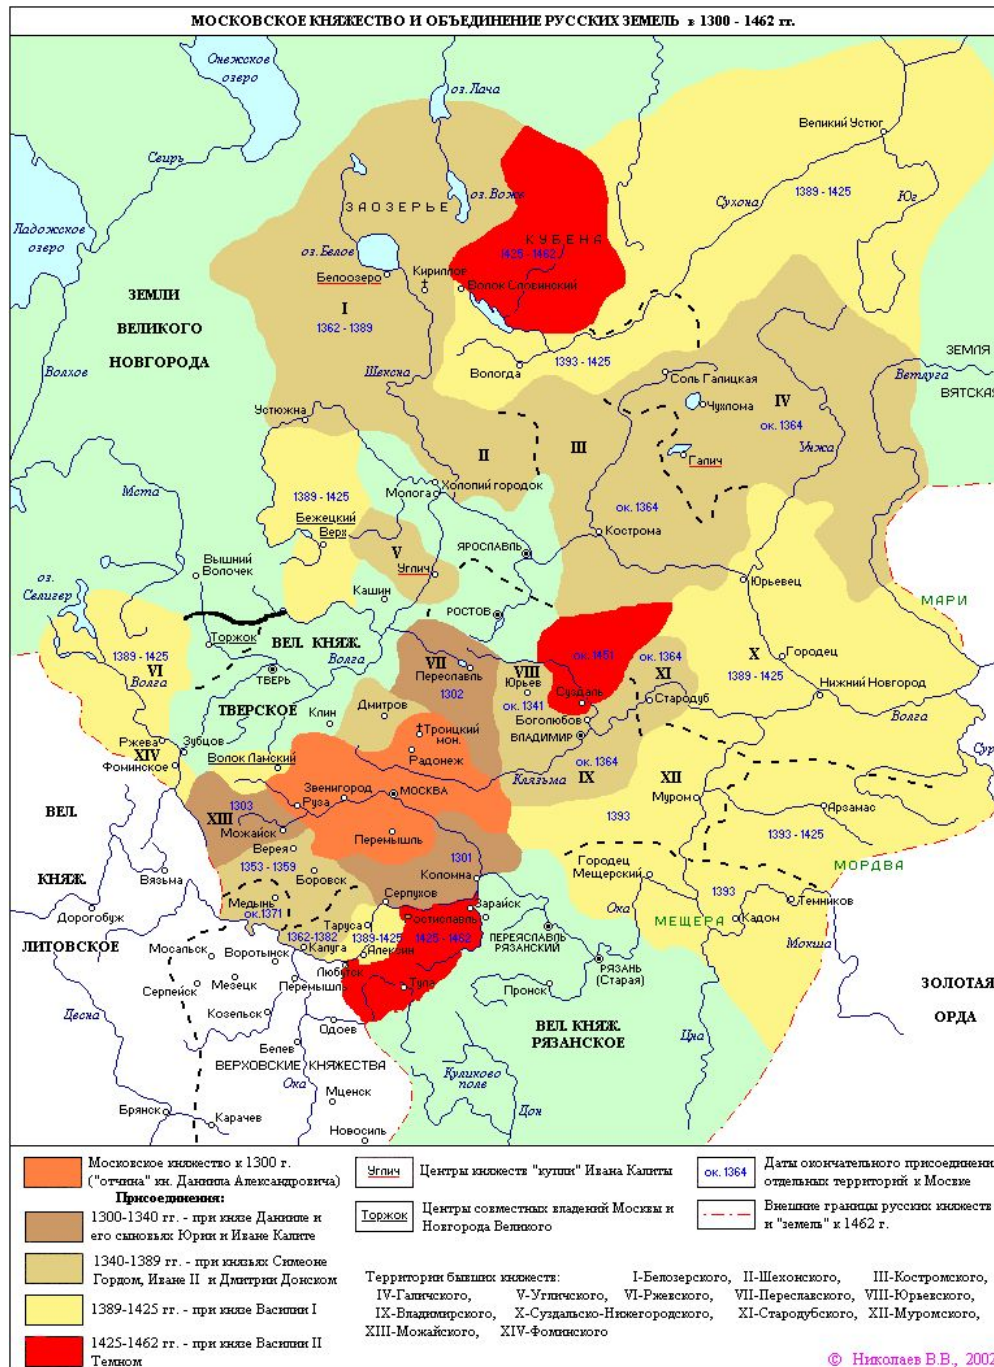 МОСКОВСКОЕ КНЯЖЕСТВО И ОБЪЕДИНЕНИЕ РУССКИХ ЗЕМЕЛЬ в 1300 - 1462 гг.
Онежское
озеро
оз. Лача
Великий Устюг
Свирь
оз. Воже
1389 - 1425
Сухона
Юг
ЗАОЗЕРЬЕ
Ладожское
озеро
КУБЕНА
1425 - 1462
оз. Белое
Белоозеро
Кириллов
Волок Словинский
ЗЕМЛИ
ВЕЛИКОГО
НОВГОРОДА
I
1362 - 1389
Волхов
Шексна
Вологда
1393 - 1425
ЗЕМЛЯ
ВЯТСКАЯ
Ветлуга
Соль Галицкая
Чухлома
IV
ок. 1364
Устюжна
Унжа
II
III
Галич
Мста
1389 - 1425
Холопий городок
Молога
ок. 1364
Бежецкий
Верх
Кострома
V
Углич
ЯРОСЛАВЛЬ
Вышний
Волочек
оз.
Селигер
Кашин
Юрьевец
МАРИ
РОСТОВ
Торжок
ВЕЛ. КНЯЖ.
Волга
1389 - 1425
VI
Волга
ТВЕРЬ
ТВЕРСКОЕ
VII
Переславль
1302
VIII
Юрьев
ок. 1341
ок. 1451
ок. 1364
XI
Суздаль
Стародуб
X
1389 - 1425
Городец
Нижний Новгород
Волга
Клин
Дмитров
Троицкий
мон.
Радонеж
Боголюбов
ВЛАДИМИР
ок. 1364
Клязьма
IX
Ржева
Зубцов
XIV
Фоминское
Волок Ламский
Сур
ВЕЛ.
КНЯЖ.
ЛИТОВСКОЕ
XIII
1303
Звенигород
Руза
МОСКВА
XII
Муром
Арзамас
1393
1393 - 1425
Можайск
Перемышль
Верея
1353 - 1359
1301
Коломна
Вязьма
Боровск
Городец
Мещерский
МОРДВА
Дорогобуж
Медынь
ок. 1371
Серпухов
Зарайск
Ока
1393
МЕЩЕРА
Кадом
Темников
Таруса
Ростиславль
1362-1382
Калуга
1389-1425
Алексин
1425 - 1462
ПЕРЕЯСЛАВЛЬ
РЯЗАНСКИЙ
Мокша
Мосальск
Воротынск
Любутск
РЯЗАНЬ
(Старая)
Серпейск
Мезецк
Перемышль
Тула
Пронск
ЗОЛОТАЯ
ОРДА
Десна
Козельск
Одоев
ВЕЛ. КНЯЖ.
РЯЗАНСКОЕ
Цна
Белев
ВЕРХОВСКИЕ КНЯЖЕСТВА
Ока
Куликово
поле
Мценск
Дон
Брянск
Карачев
Новосиль
Московское княжество к 1300 г.
("отчина" кн. Даниила Александровича)
Присоединения:
1300-1340 гг. - при князе Данииле и
его сыновьях Юрии и Иване Калите
1340-1389 гг. - при князьях Симеоне
Гордом, Иване II и Дмитрии Донском
1389-1425 гг. - при князе Василии I
1425-1462 гг. - при князе Василии II
Темном
Углич
Центры княжеств "купли" Ивана Калиты
Торжок
Центры совместных владений Москвы и
Новгорода Великого
ок. 1364
Даты окончательного присоединени
отдельных территорий к Москве
Внешние границы русских княжеств
и "земель" к 1462 г.
Территрии бывших княжеств: I-Белозерского, II-Шехонского, III-Костромского,
IV-Галичского, V-Угличского, VI-Ржевского, VII-Переславского, VIII-Юрьевского,
IX-Владимирского, X-Суздальско-Нижегородского, XI-Стародубского, XII-Муромского,
XIII-Можайского, XIV-Фоминского
© Николаев В.В., 2002